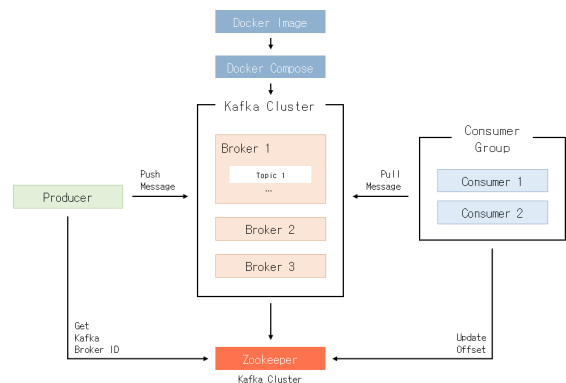 Docker Image
Docker Compose
Kafka Cluster
Broker 1
Topic 1
...
Broker 2
Broker 3
Push
Message
Pull
Message
Producer
Consumer
Group
Consumer 1
Consumer 2
Get
Kafka
Broker ID
Update
Offset
Zookeeper
Kafka Cluster